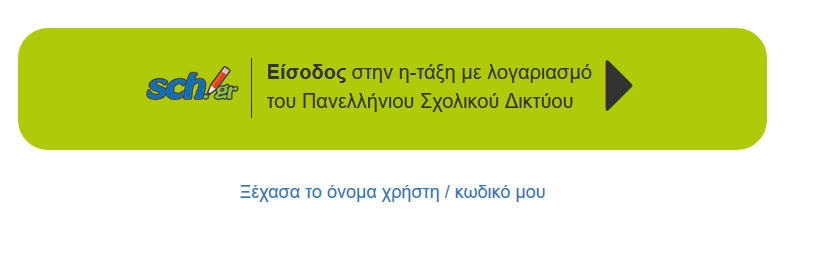 sch.gr
Είσοδος στην η-τάξη με λογαριασμό
του Πανελλήνιου Σχολικού Δικτύου
Ξέχασα το όνομα χρήστη / κωδικό μου